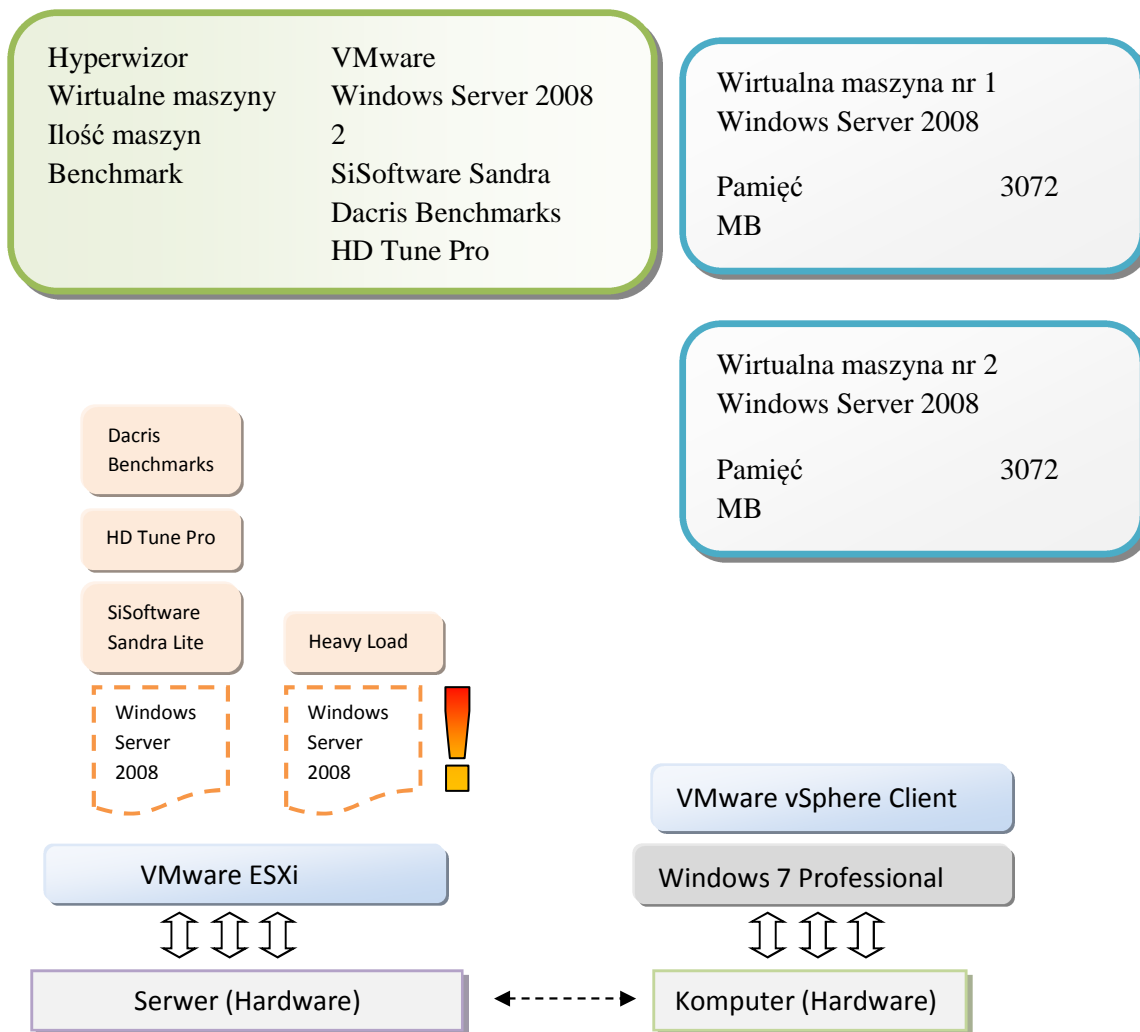 Hyperwizor VMware
Wirtualne maszyny Windows Server 2008
Ilość maszyn 2
Benchmark SiSoftware Sandra
Dacris Benchmarks
HD Tune Pro
Wirtualna maszyna nr 1
Windows Server 2008
Pamięć 3072
MB
Wirtualna maszyna nr 2
Windows Server 2008
Pamięć 3072
MB
Dacris
Benchmarks
HD Tune Pro
SiSoftware
Sandra Lite
Heavy Load
Windows
Server
2008
Windows
Server
2008
VMware ESXi
Serwer (Hardware)
VMware vSphere Client
Windows 7 Professional
Komputer (Hardware)